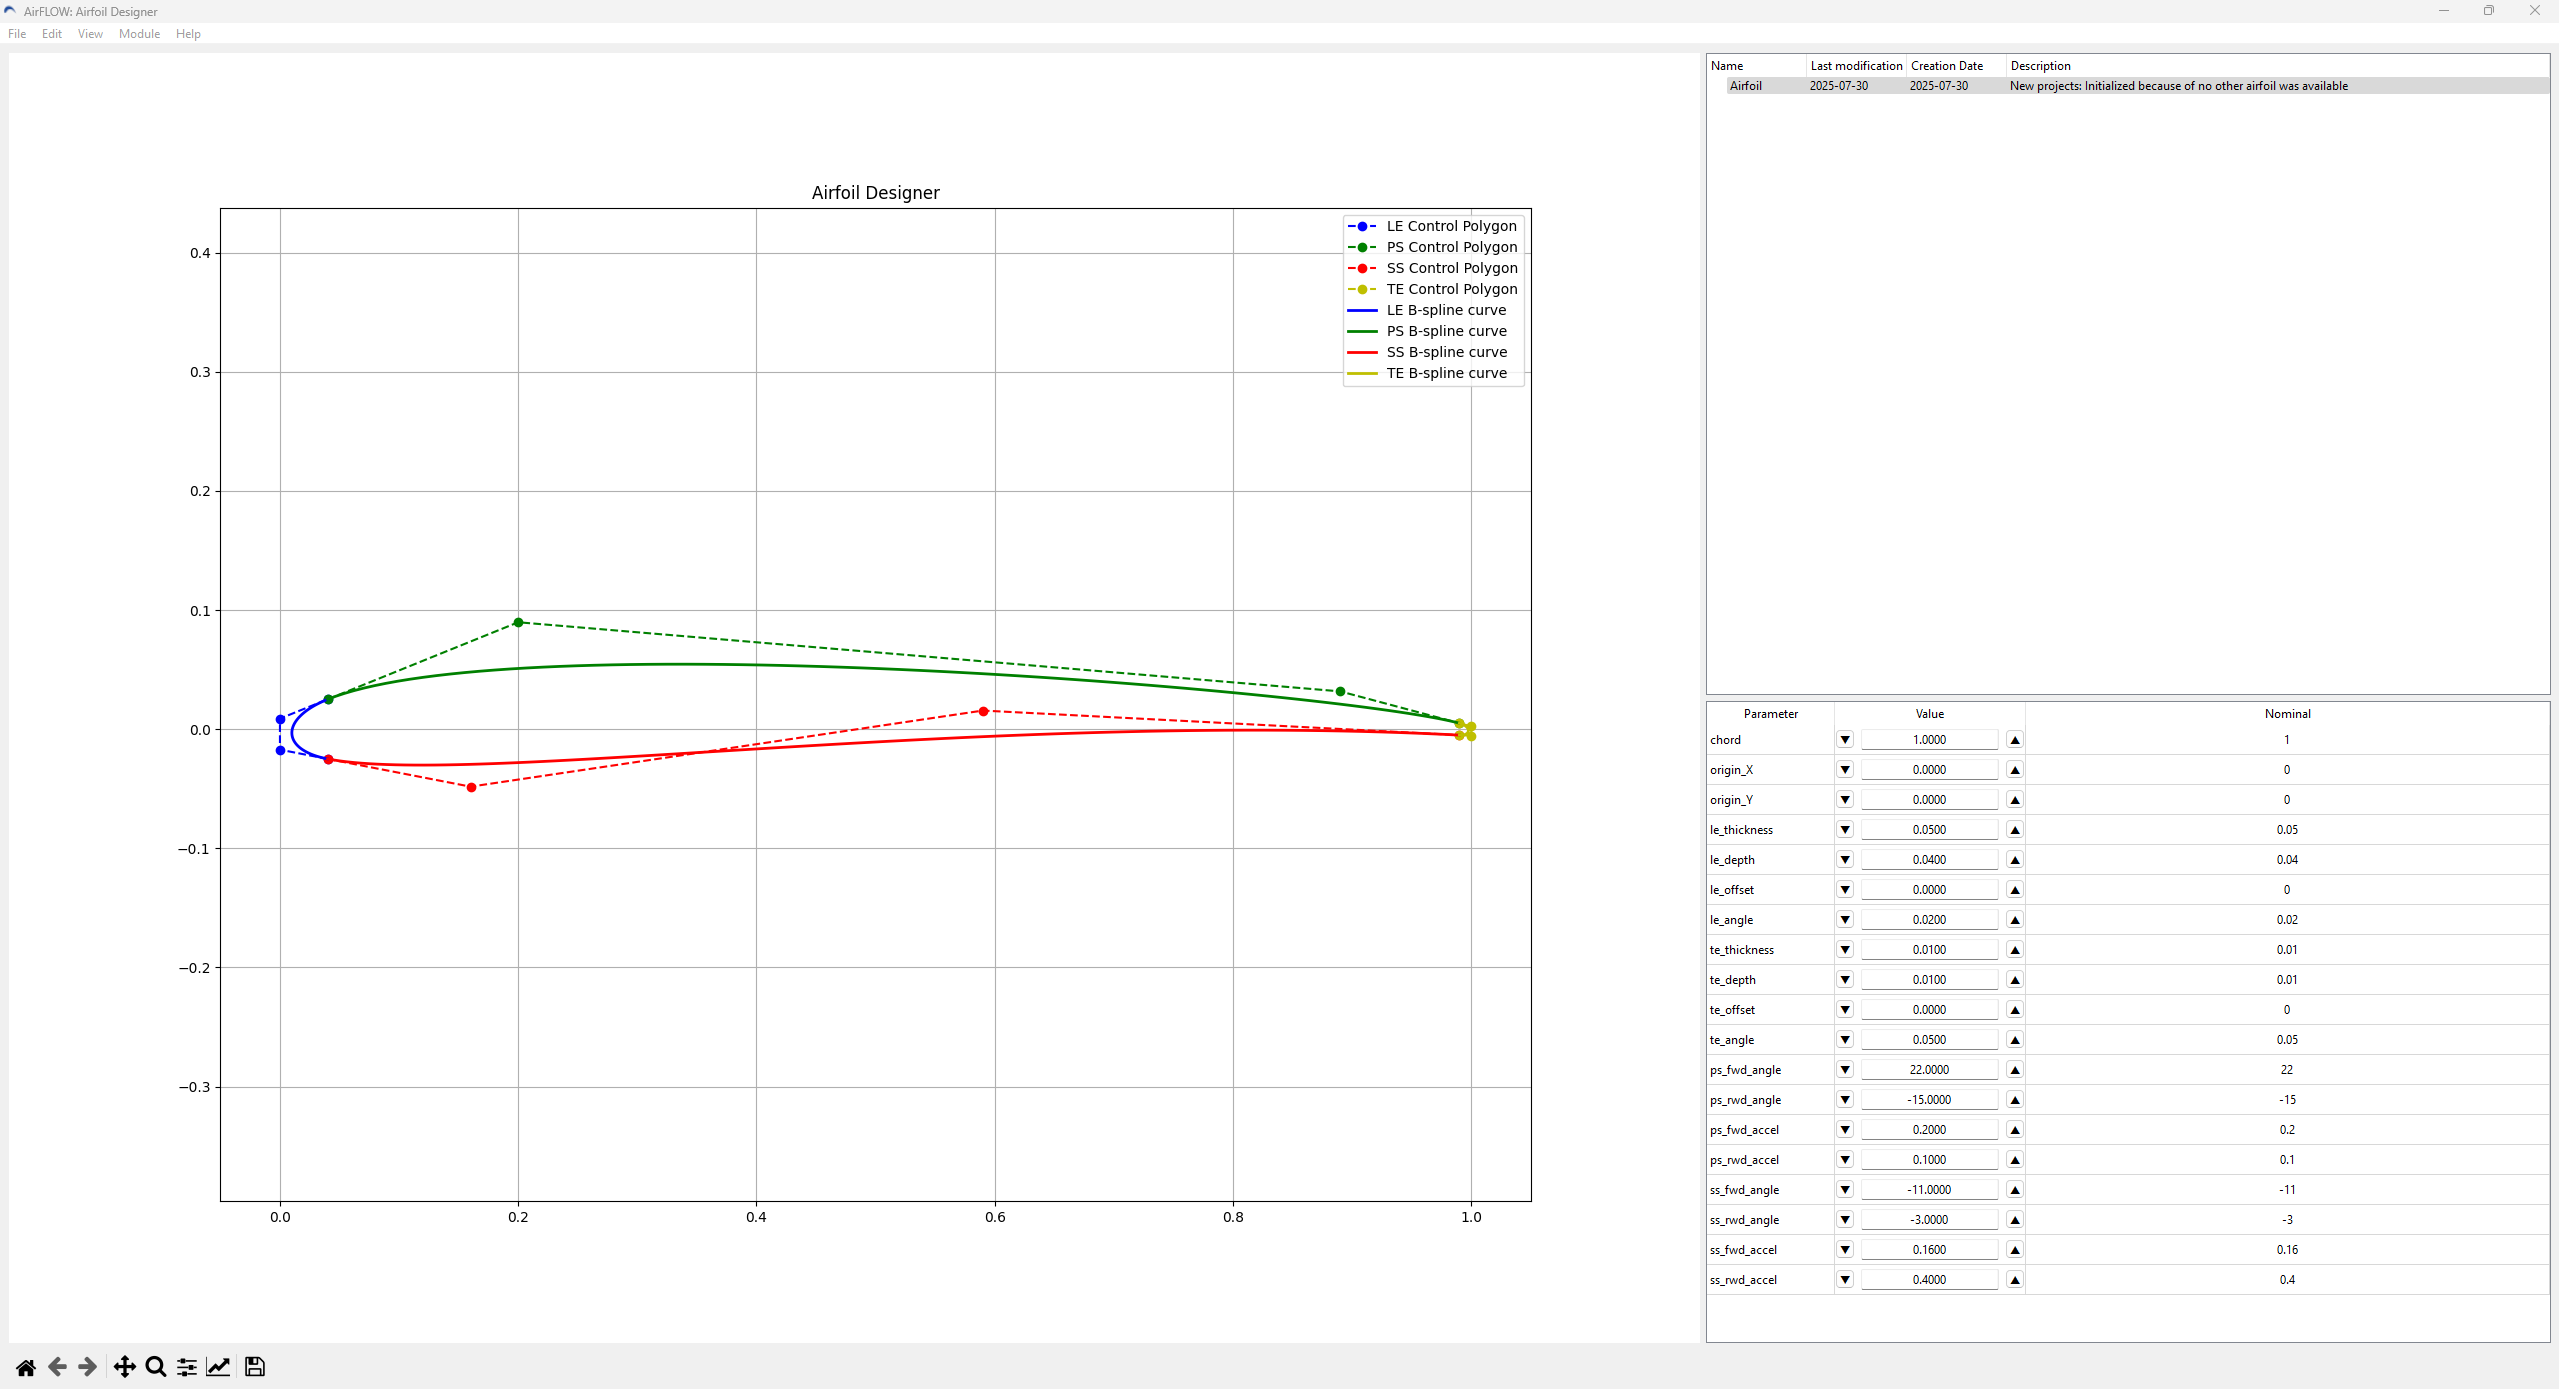 AirFLOW: Airfoil Designer
File Edit View Module Help
Airfoil Designer
LE Control Polygon
PS Control Polygon
SS Control Polygon
TE Control Polygon
LE B-spline curve
PS B-spline curve
SS B-spline curve
TE B-spline curve
0.4
0.3
0.2
0.1
0.0
−0.1
−0.2
−0.3
0.0 0.2 0.4 0.6 0.8 1.0
Name Last modification Creation Date Description
Airfoil 2025-07-30 2025-07-30 New projects: Initialized because of no other airfoil was available
Parameter Value Nominal
chord 1.0000 1
origin_X 0.0000 0
origin_Y 0.0000 0
le_thickness 0.0500 0.05
le_depth 0.0400 0.04
le_offset 0.0000 0
le_angle 0.0200 0.02
te_thickness 0.0100 0.01
te_depth 0.0100 0.01
te_offset 0.0000 0
te_angle 0.0500 0.05
ps_fwd_angle 22.0000 22
ps_rwd_angle -15.0000 -15
ps_fwd_accel 0.2000 0.2
ps_rwd_accel 0.1000 0.1
ss_fwd_angle -11.0000 -11
ss_rwd_angle -3.0000 -3
ss_fwd_accel 0.1600 0.16
ss_rwd_accel 0.4000 0.4